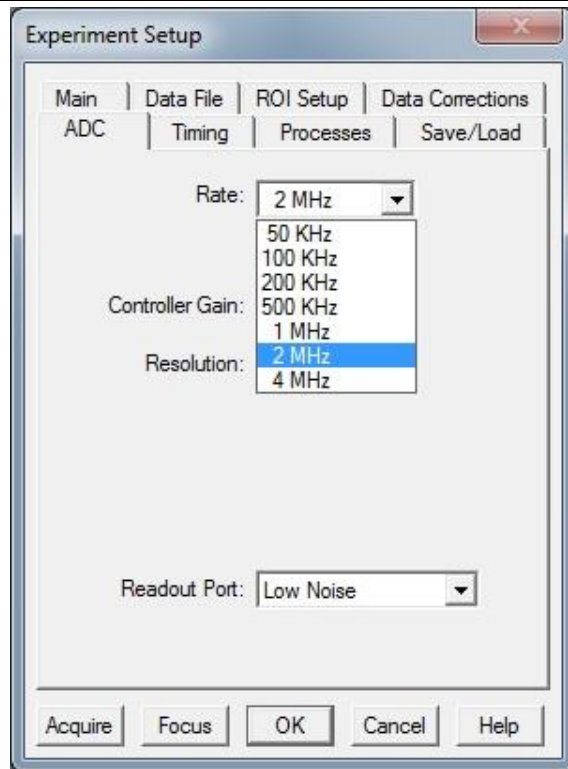 Experiment Setup
Main Data File ROI Setup Data Corrections
ADC Timing Processes Save/Load
Rate: 2 MHz
50 KHz
100 KHz
200 KHz
Controller Gain: 500 KHz
1 MHz
Resolution: 2 MHz
4 MHz
Readout Port: Low Noise
Acquire Focus OK Cancel Help